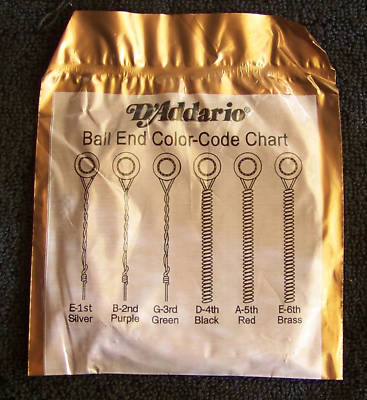 D'Addario®
Ball End Color-Code Chart
E-1st B-2nd G-3rd D-4th A-5th E-6th
Silver Purple Green Black Red Brass